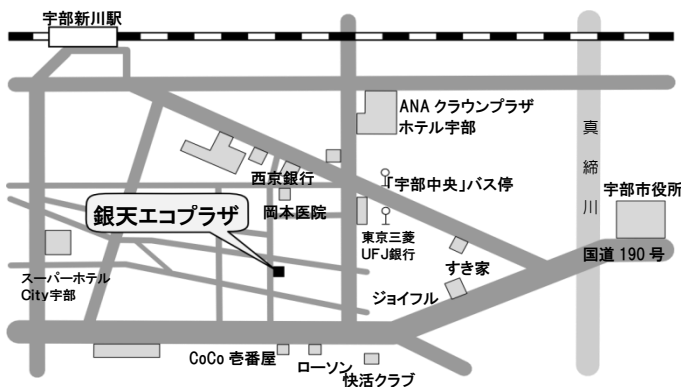 宇部新川駅
ANA クラウンプラザ
ホテル宇部
真締川
西京銀行
「宇部中央」バス停
宇部市役所
銀天エコプラザ
岡本医院
東京三菱
UFJ銀行
すき家
国道 190 号
スーパーホテル
City宇部
ジョイフル
CoCo 壱番屋
ローソン
快活クラブ